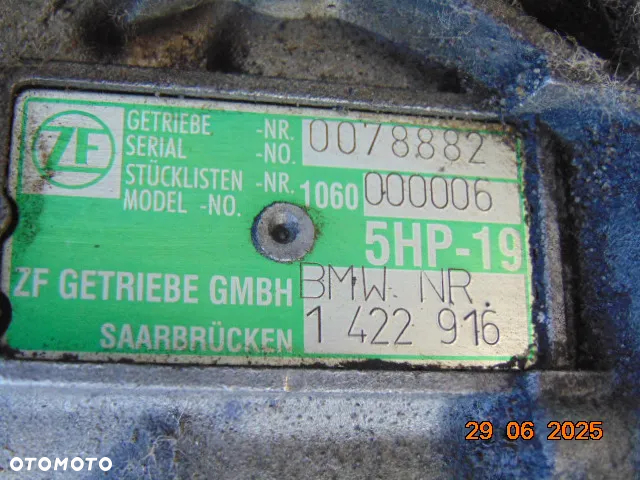 ZF
GETRIEBE -NR. 0078882
SERIAL -NO.
STÜCKLISTEN -NR. 1060 000006
MODEL -NO.
5HP-19
ZF GETRIEBE GMBH BMW. NR.
SAARBRÜCKEN 1 422 916
29 06 2025
OTOMOTO